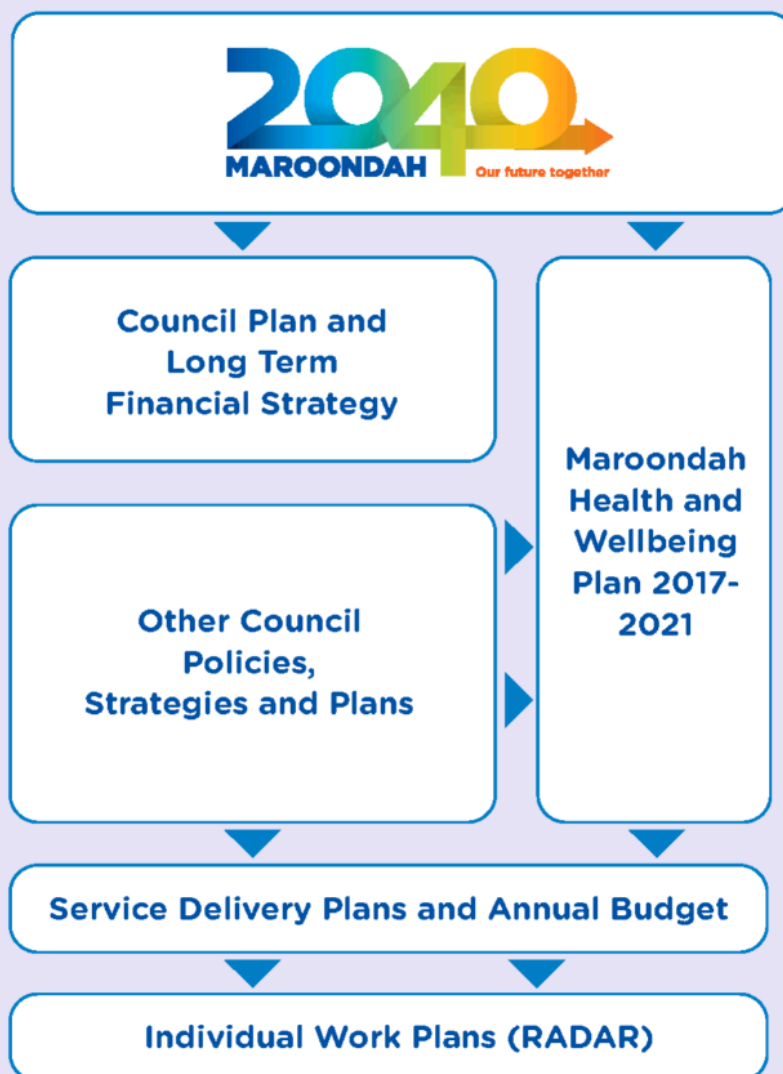 2040
MAROONDAH
Our future together
Council Plan and
Long Term
Financial Strategy
Maroondah
Health and
Wellbeing
Plan 2017-
2021
Other Council
Policies,
Strategies and Plans
Service Delivery Plans and Annual Budget
Individual Work Plans (RADAR)